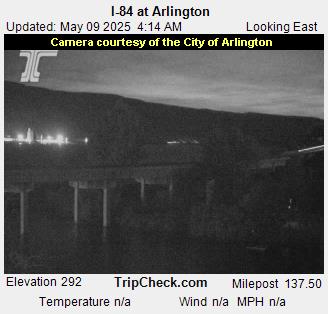 I-84 at Arlington
Updated: May 09 2025 4:14 AM Looking East
Camera courtesy of the City of Arlington
Elevation 292 TripCheck.com Milepost 137.50
Temperature n/a Wind n/a MPH n/a